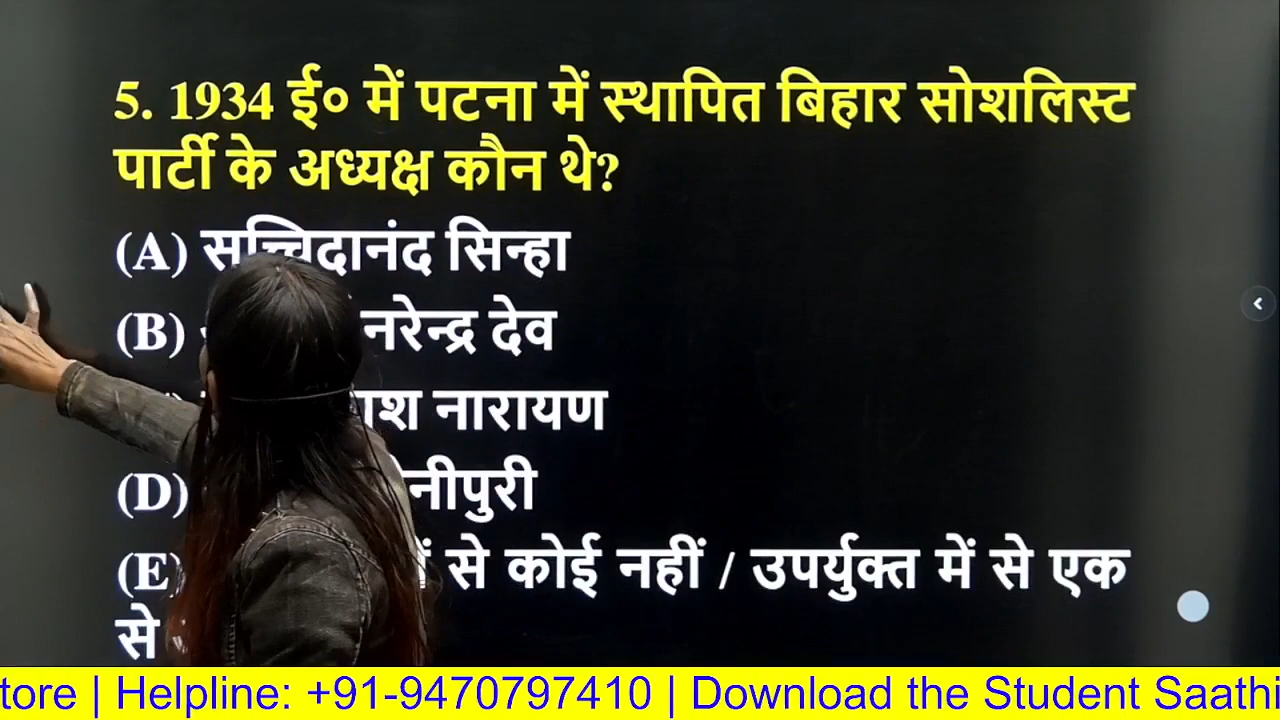 5. 1934 ई० में पटना में स्थापित बिहार सोशलिस्ट
पार्टी के अध्यक्ष कौन थे?
(A) सच्चिदानंद सिन्हा
(B) नरेन्द्र देव
नारायण
(D)
(E) से कोई नहीं / उपर्युक्त में से एक
से
| Helpline: +91-9470797410 | Download the Student Saathi